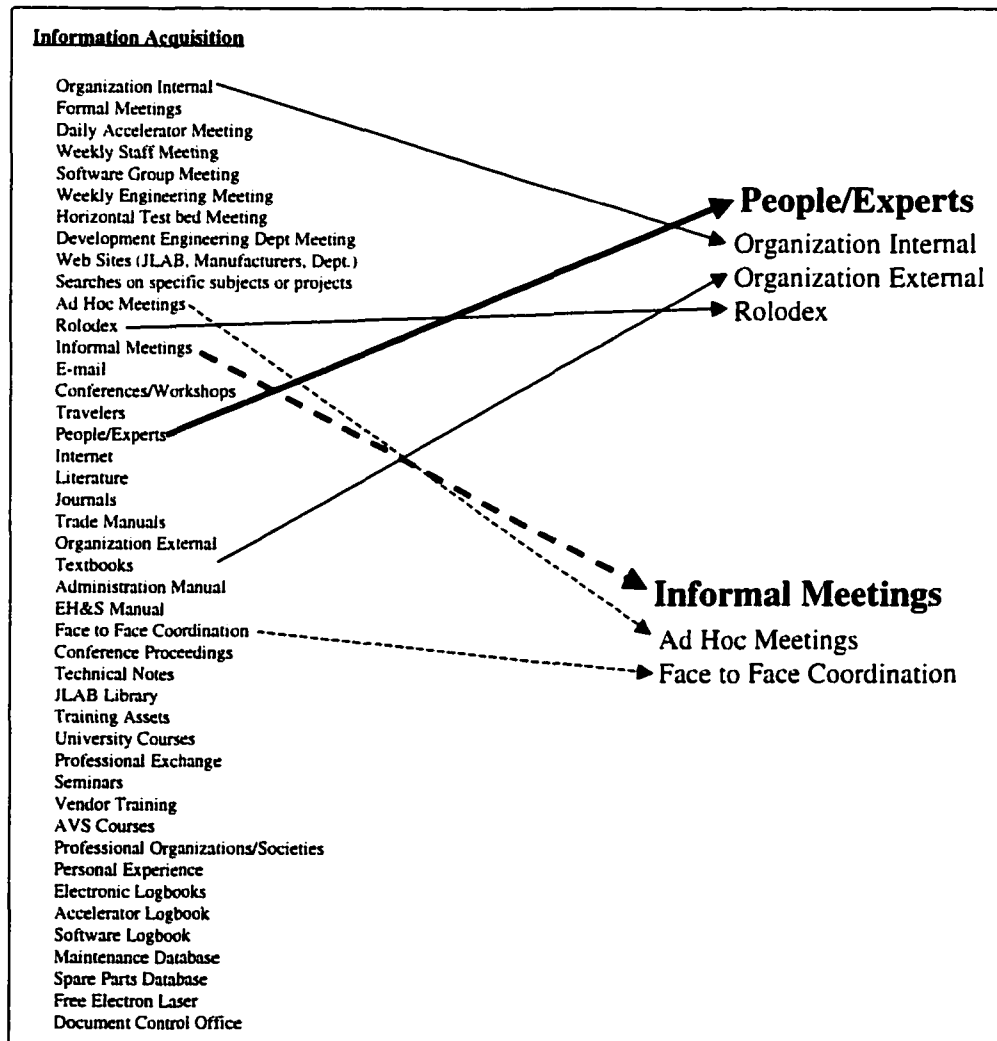 Information Acquisition
Organization Internal
Formal Meetings
Daily Accelerator Meeting
Weekly Staff Meeting
Software Group Meeting
Weekly Engineering Meeting
Horizontal Test bed Meeting
Development Engineering Dept Meeting
Web Sites (JLAB, Manufacturers, Dept.)
Searches on specific subjects or projects
Ad Hoc Meetings
Rolodex
Informal Meetings
E-mail
Conferences/Workshops
Travelers
People/Experts
Internet
Literature
Journals
Trade Manuals
Organization External
Textbooks
Administration Manual
EH&S Manual
Face to Face Coordination
Conference Proceedings
Technical Notes
JLAB Library
Training Assets
University Courses
Professional Exchange
Seminars
Vendor Training
AVS Courses
Professional Organizations/Societies
Personal Experience
Electronic Logbooks
Accelerator Logbook
Software Logbook
Maintenance Database
Spare Parts Database
Free Electron Laser
Document Control Office
People/Experts
Organization Internal
Organization External
Rolodex
Informal Meetings
Ad Hoc Meetings
Face to Face Coordination